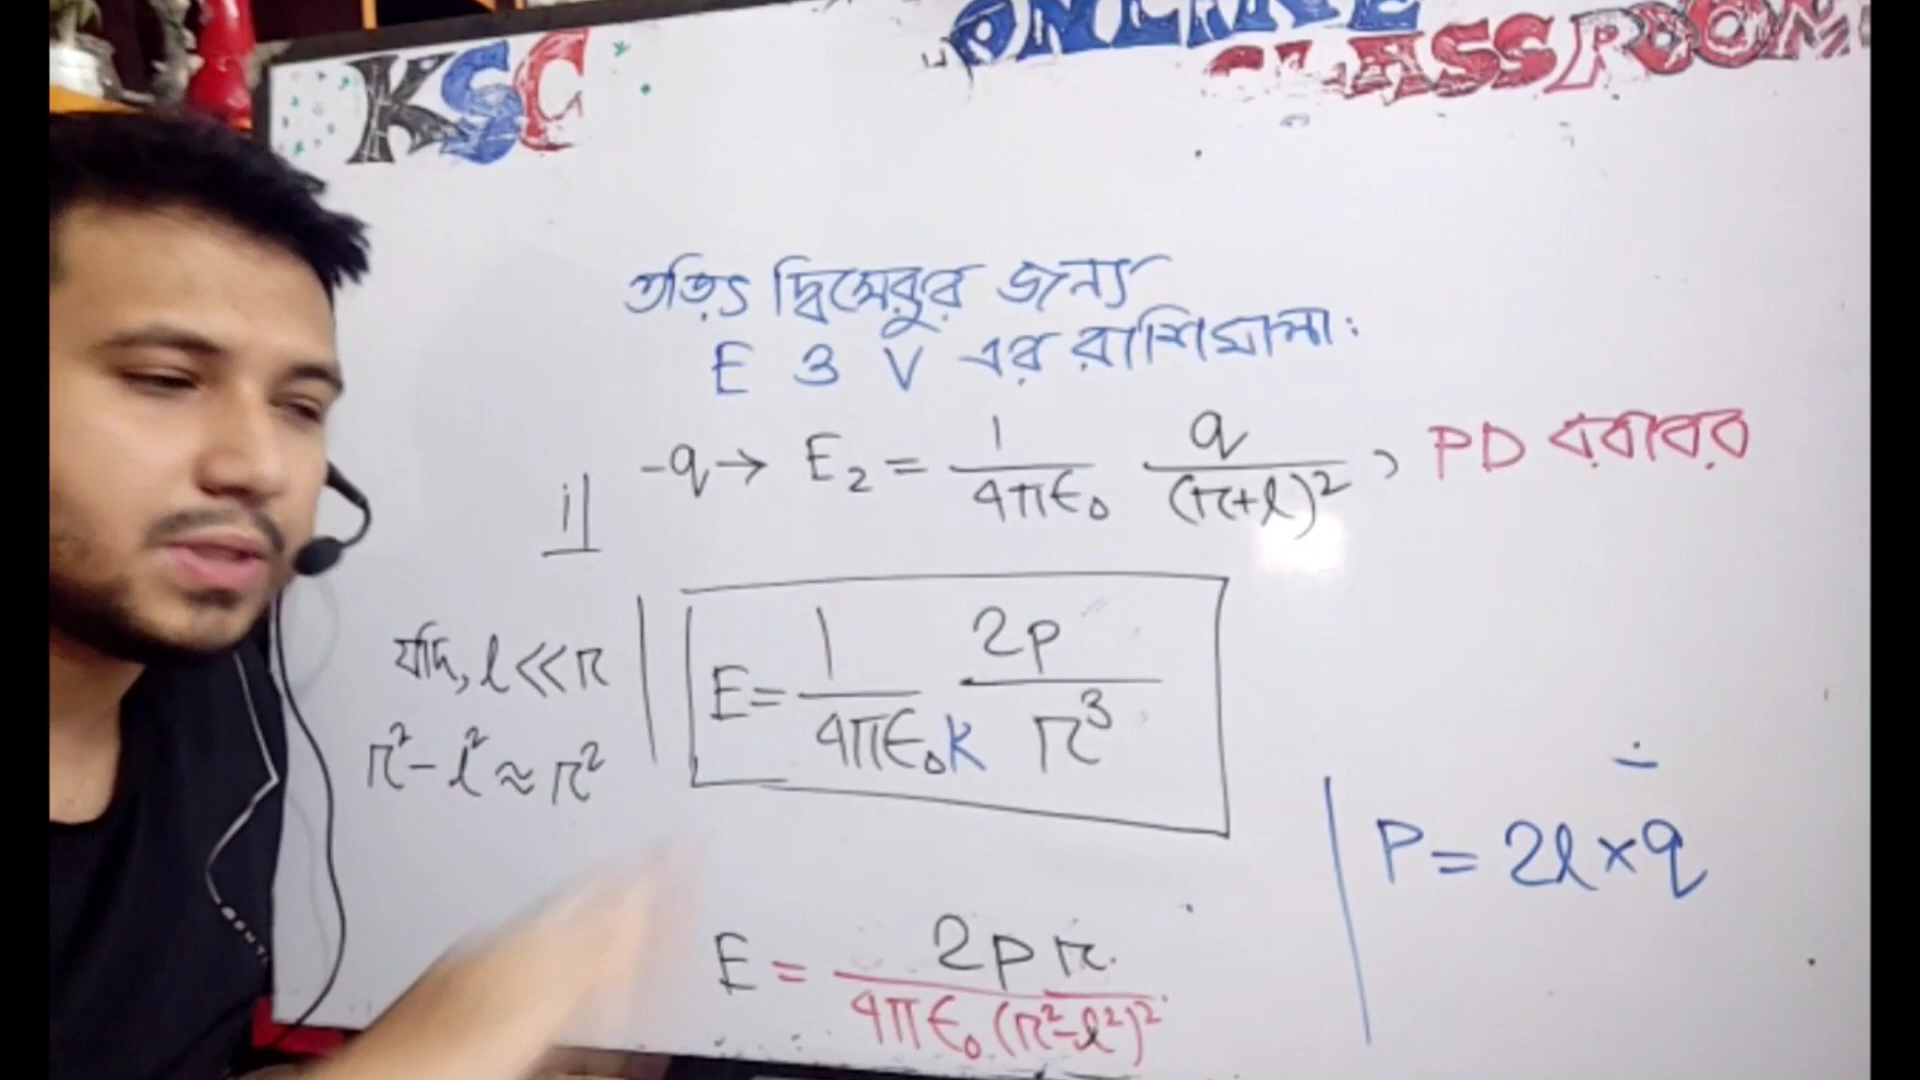 KSC
ONLINE
CLASSROOM
তড়িৎ দ্বিমেরুর জন্য
E ও V এর রাশিমালা:
-q → E₂ = 1/4πε₀ q/(r+l)², PD বরাবর
ii
যদি, l<<r
r² - l² ≈ r²
E = 1/4πε₀K 2p/r³
P = 2l × q
E = 2pr/4πε₀(r²-l²)²